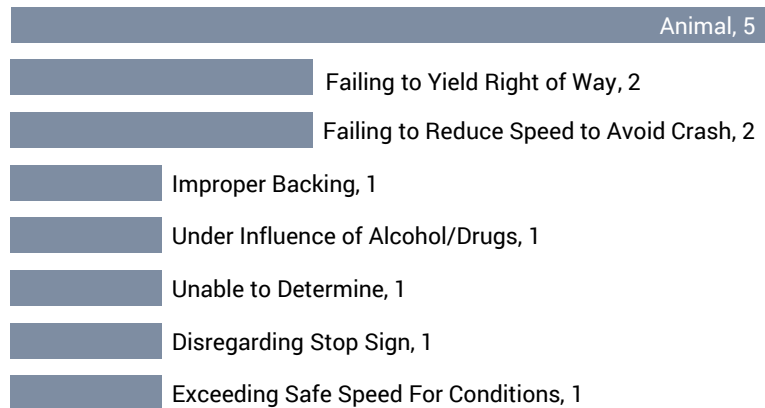 Animal, 5
Failing to Yield Right of Way, 2
Failing to Reduce Speed to Avoid Crash, 2
Improper Backing, 1
Under Influence of Alcohol/Drugs, 1
Unable to Determine, 1
Disregarding Stop Sign, 1
Exceeding Safe Speed For Conditions, 1